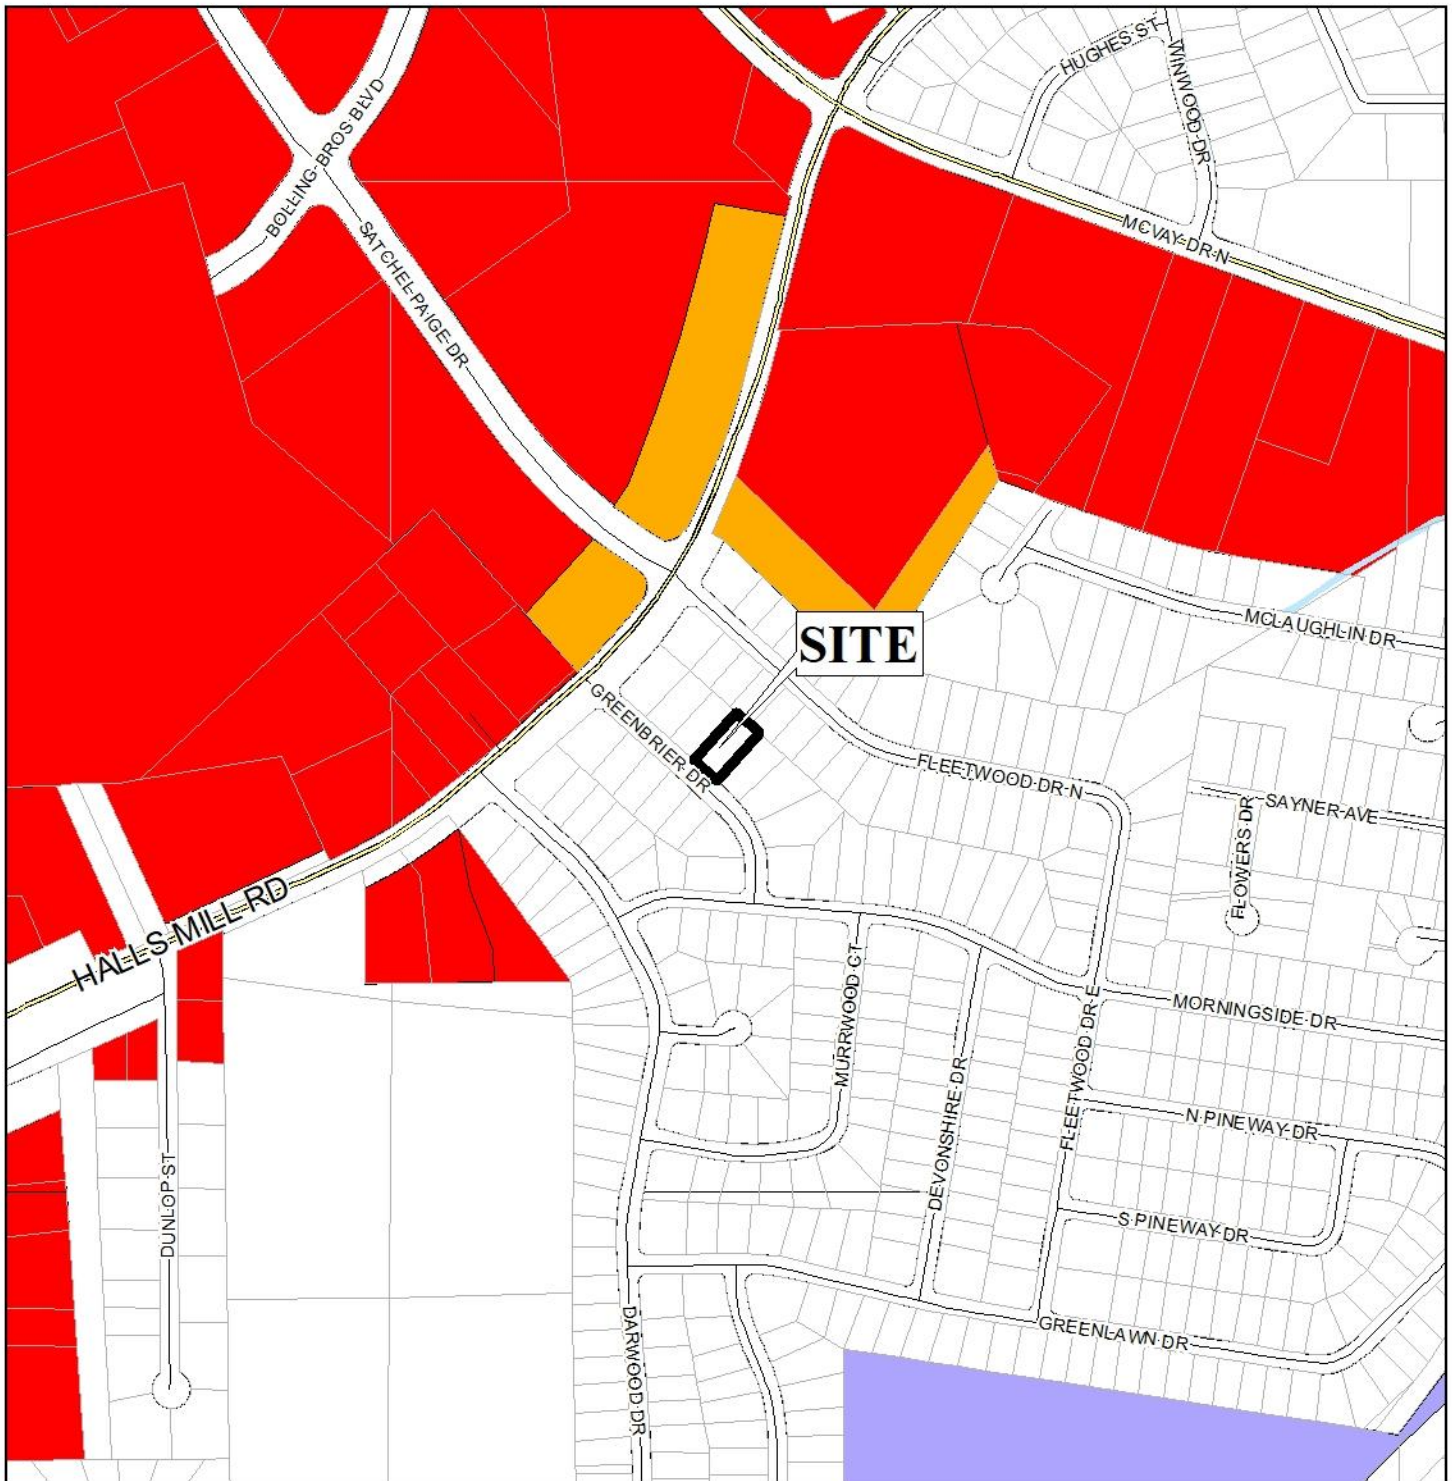 HUGHES ST
WINWOOD DR
BOLLING BROS BLVD
MCVAY DR N
SATCHEL PAIGE DR
SITE
MCLAUGHLIN DR
GREENBRIER DR
FLEETWOOD DR N
SAYNER AVE
FLOWERS DR
HALLS MILL RD
MURRWOOD CT
MORNINGSIDE DR
FLEETWOOD DR E
DEVONSHIRE DR
N PINEWAY DR
DUNLOP ST
S PINEWAY DR
DARWOOD DR
GREENLAWN DR